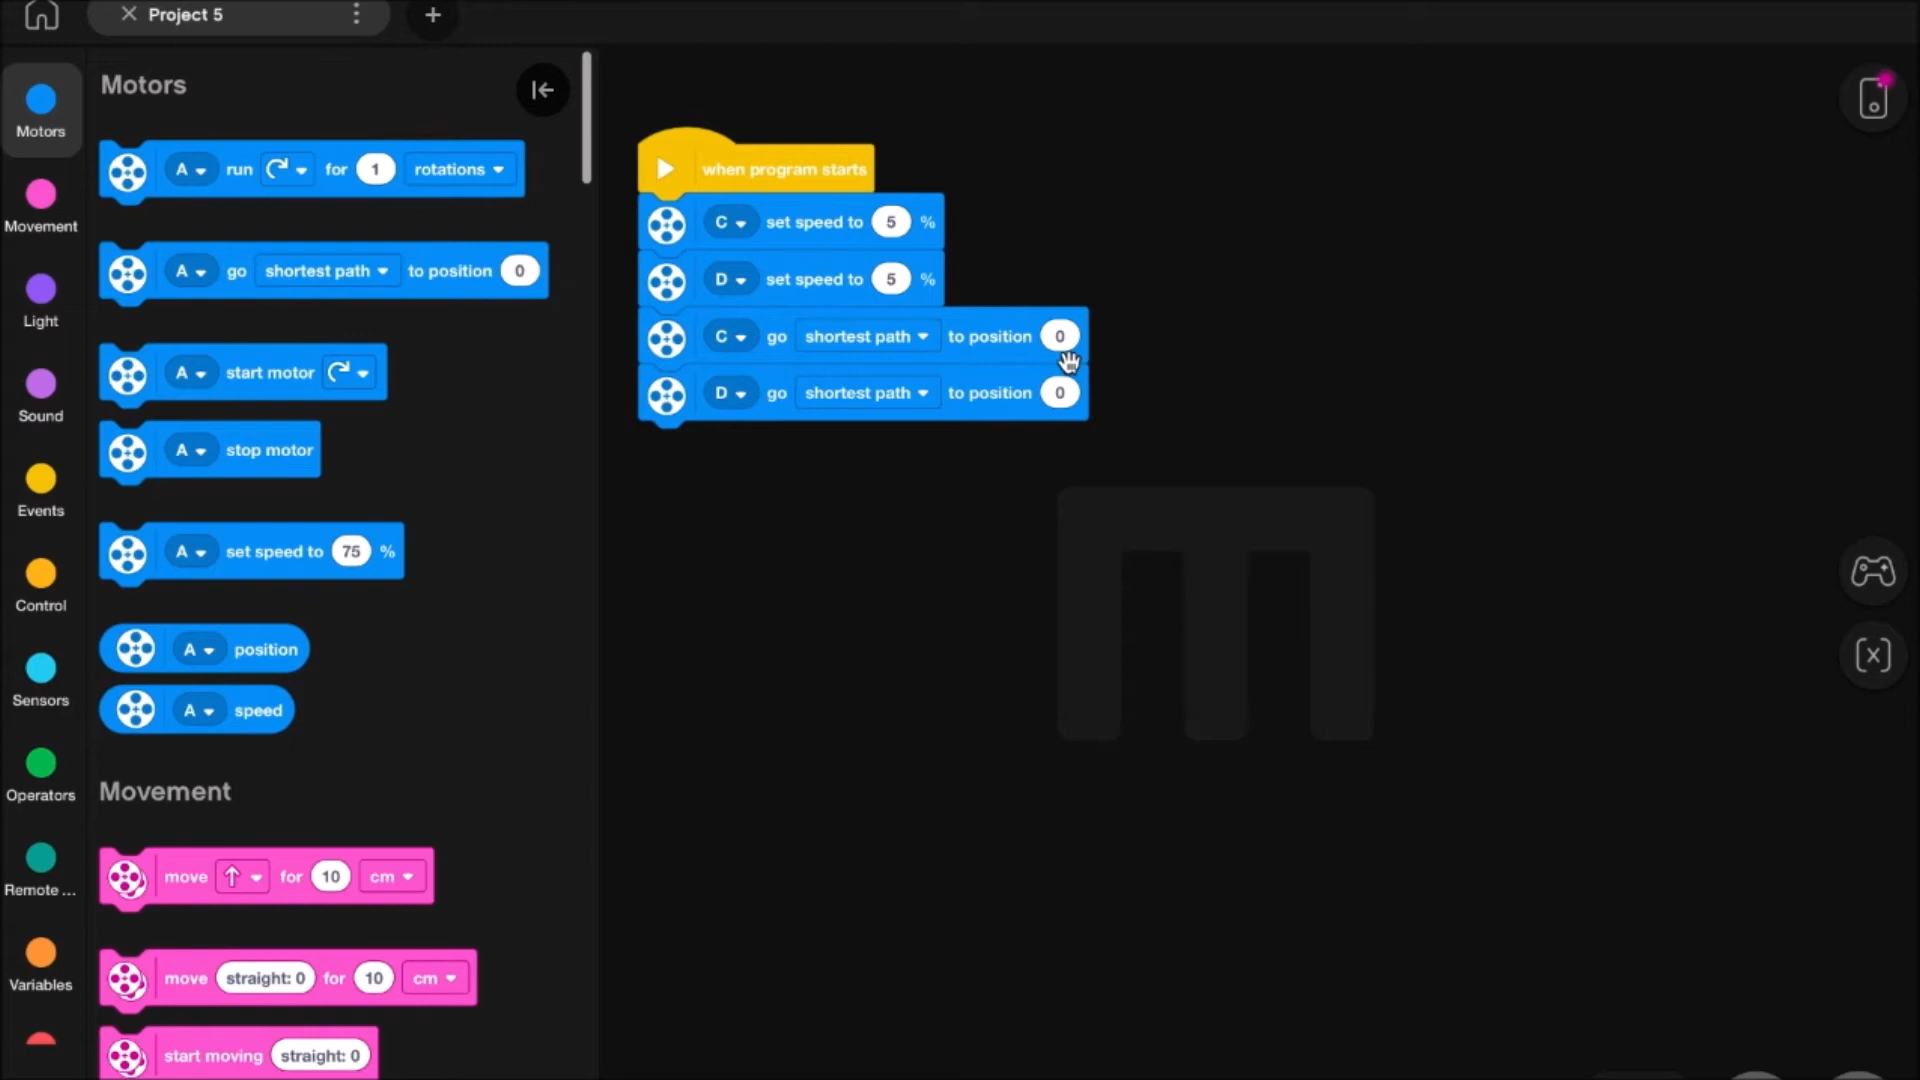 Project 5
Motors
Motors
A run for 1 rotations
A go shortest path to position 0
A start motor
A stop motor
A set speed to 75 %
A position
A speed
Movement
move for 10 cm
move straight: 0 for 10 cm
start moving straight: 0
Movement
Light
Sound
Events
Control
Sensors
Operators
Remote ...
Variables
when program starts
C set speed to 5 %
D set speed to 5 %
C go shortest path to position 0
D go shortest path to position 0